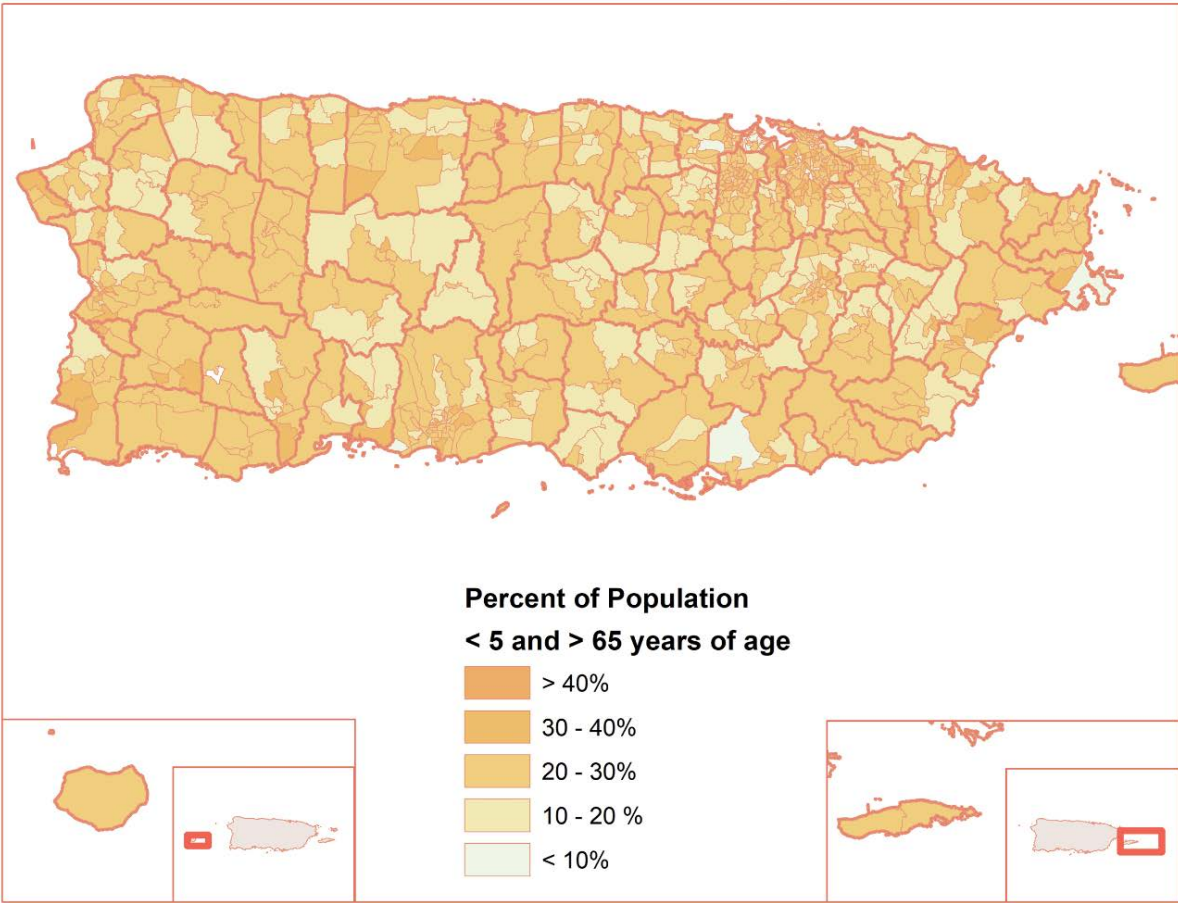 Percent of Population
< 5 and > 65 years of age
> 40%
30 - 40%
20 - 30%
10 - 20 %
< 10%